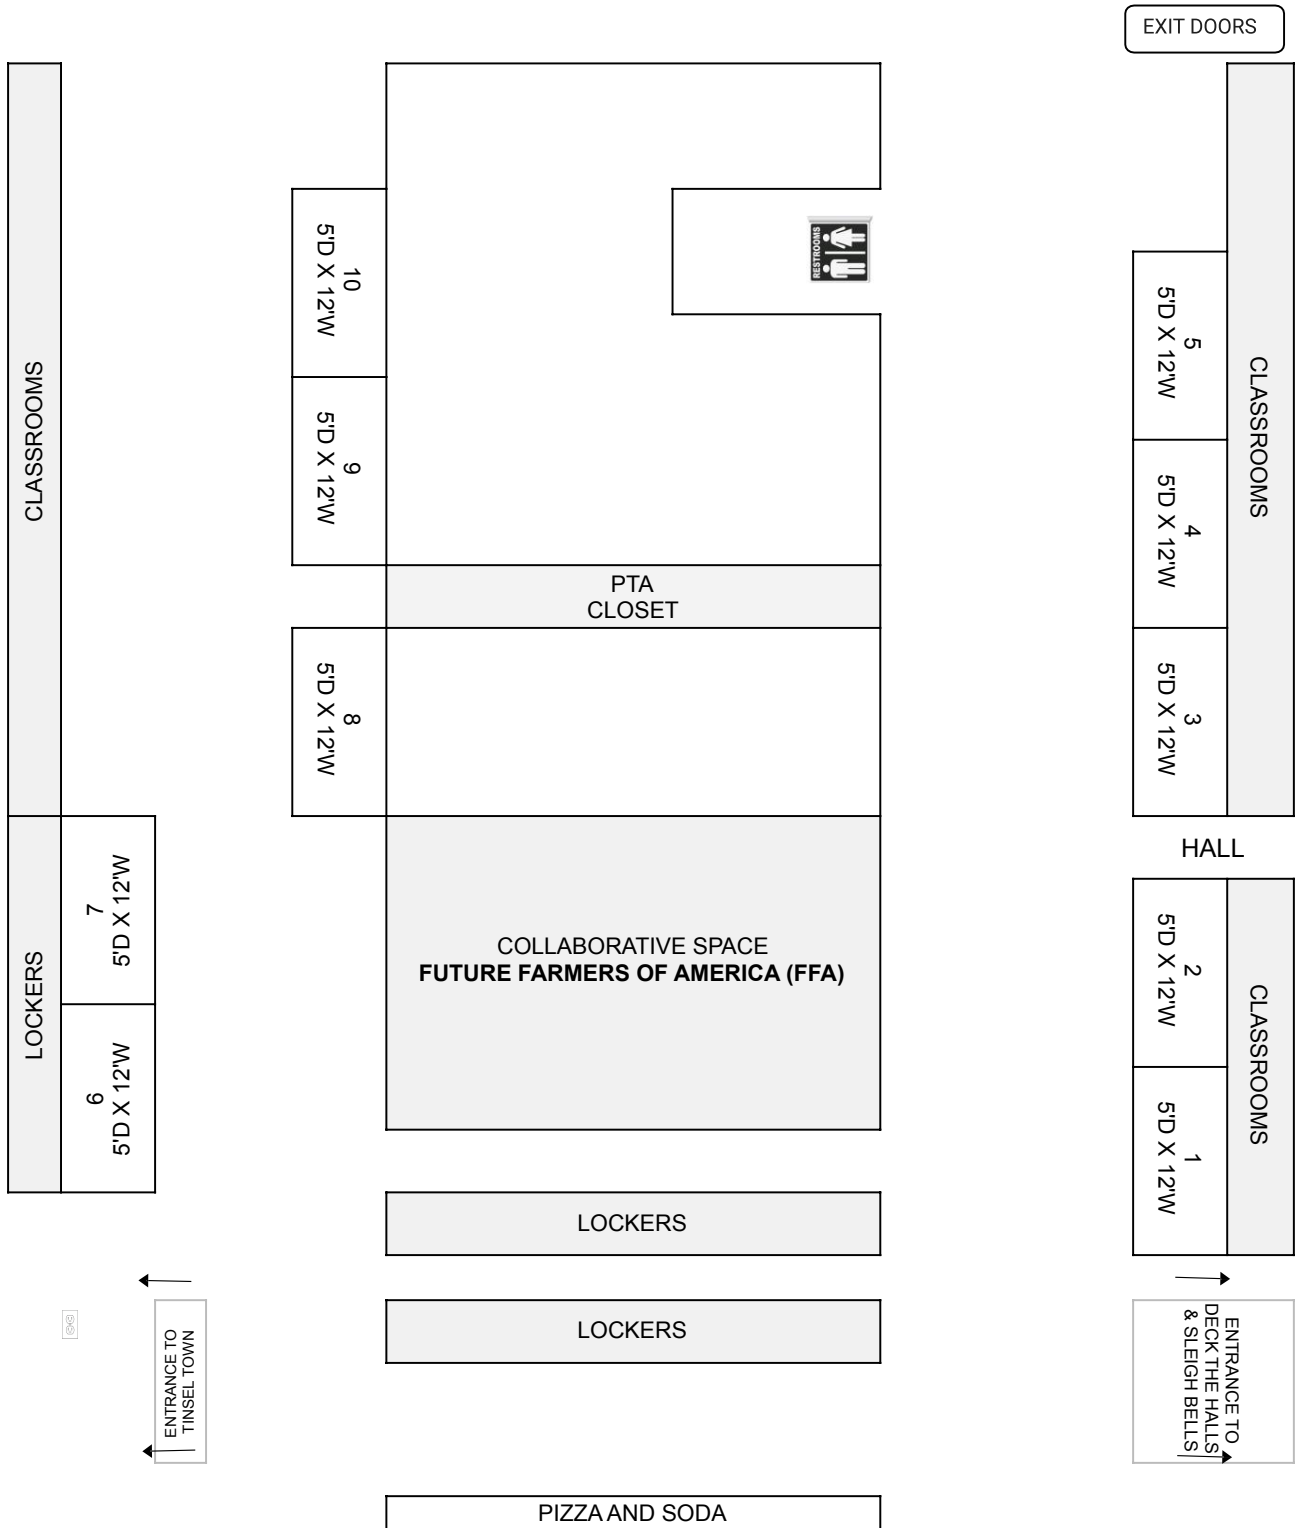 EXIT DOORS
RESTROOMS
10
5'D X 12'W
5
5'D X 12'W
CLASSROOMS
CLASSROOMS
9
5'D X 12'W
4
5'D X 12'W
PTA
CLOSET
8
5'D X 12'W
3
5'D X 12'W
HALL
7
5'D X 12'W
COLLABORATIVE SPACE
FUTURE FARMERS OF AMERICA (FFA)
2
5'D X 12'W
LOCKERS
CLASSROOMS
6
5'D X 12'W
1
5'D X 12'W
LOCKERS
LOCKERS
ENTRANCE TO
TINSEL TOWN
ENTRANCE TO
DECK THE HALLS
& SLEIGH BELLS
PIZZA AND SODA